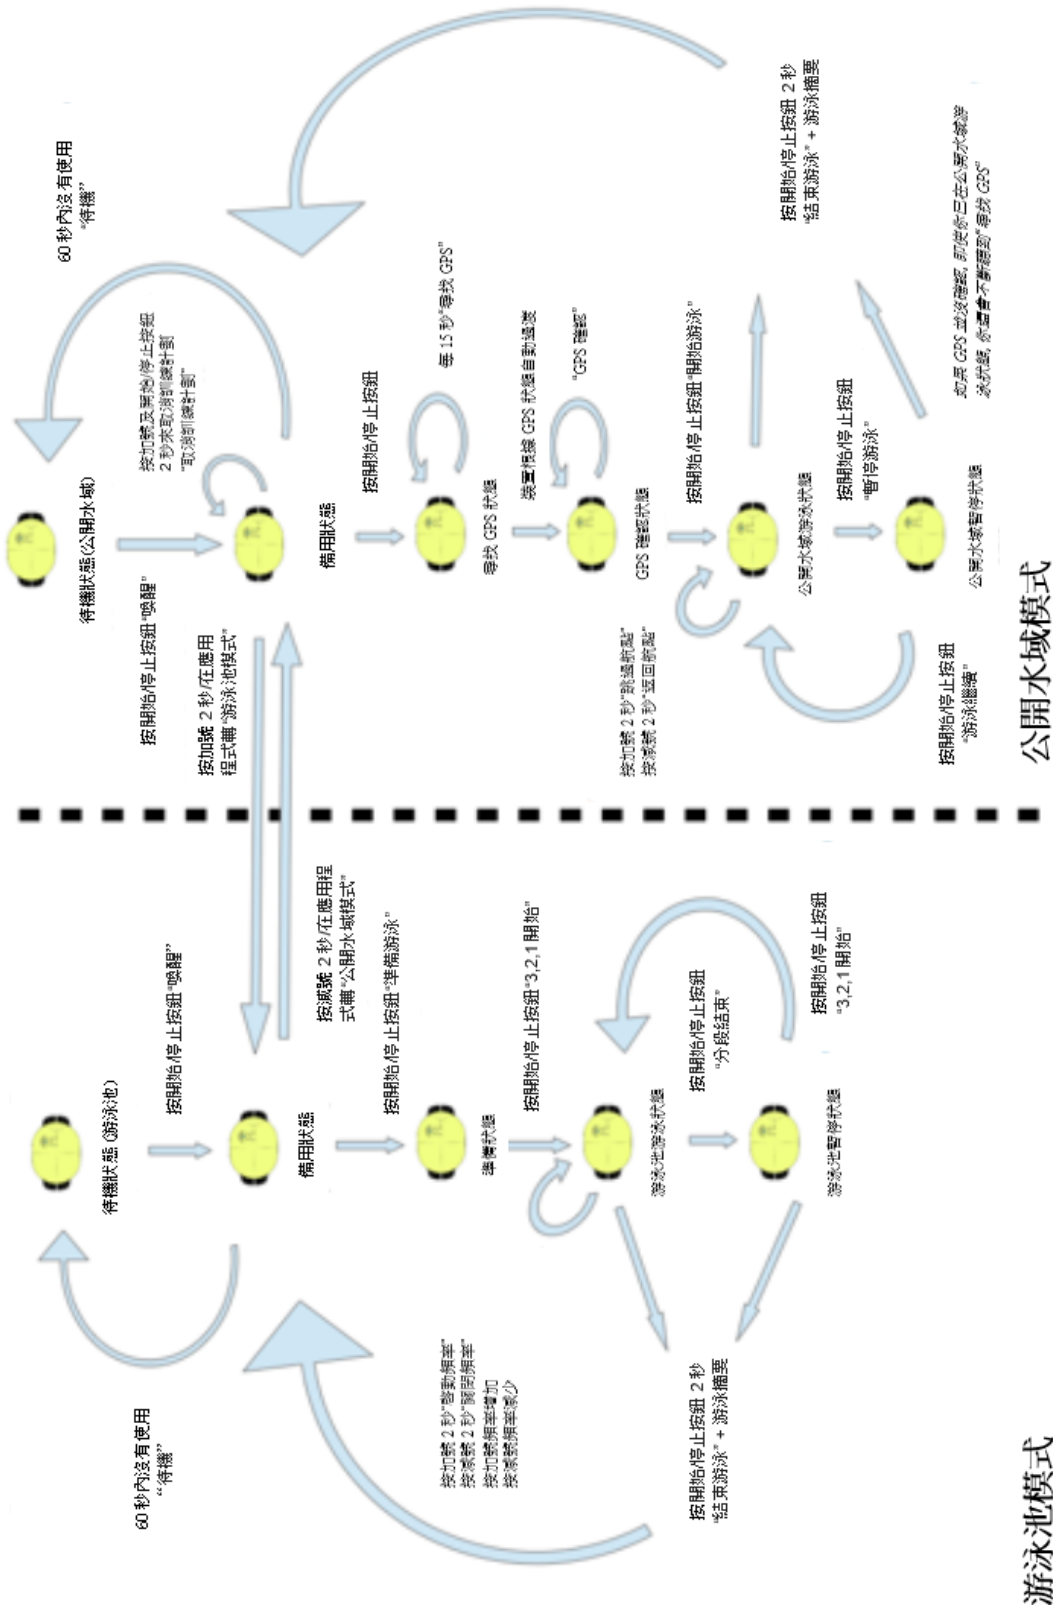 游泳池模式
60 秒內沒有使用
“待機”
待機狀態 (游泳池)
按開始/停止按鈕“喚醒”
備用狀態
按減號 2 秒/在應用程
式轉“公開水域模式”
按開始/停止按鈕“準備游泳”
準備狀態
按開始/停止按鈕“3,2,1 開始”
按加號 2 秒“啓動頻率”
按減號 2 秒“關閉頻率”
按加號頻率增加
按減號頻率減少
游泳池游泳狀態
按開始/停止按鈕
“分段結束”
游泳池暫停狀態
按開始/停止按鈕
“3,2,1 開始”
按開始/停止按鈕 2 秒
“結束游泳” + 游泳摘要
公開水域模式
60 秒內沒有使用
“待機”
待機狀態(公開水域)
按開始/停止按鈕“喚醒”
按加號及開始/停止按鈕
2 秒來取消訓練計劃
“取消訓練計劃”
備用狀態
按加號 2 秒/在應用
程式轉“游泳池模式”
按開始/停止按鈕
每 15 秒“尋找 GPS”
尋找 GPS 狀態
裝置根據 GPS 狀態自動過渡
“GPS 確認”
GPS 確認狀態
按開始/停止按鈕“開始游泳”
按加號 2 秒“跳過航點”
按減號 2 秒“返回航點”
公開水域游泳狀態
按開始/停止按鈕
“暫停游泳”
公開水域暫停狀態
按開始/停止按鈕
“游泳繼續”
按開始/停止按鈕 2 秒
“結束游泳” + 游泳摘要
如果 GPS 並沒確認, 即使你已在公開水域游
泳狀態, 你還會不斷聽到“尋找 GPS”